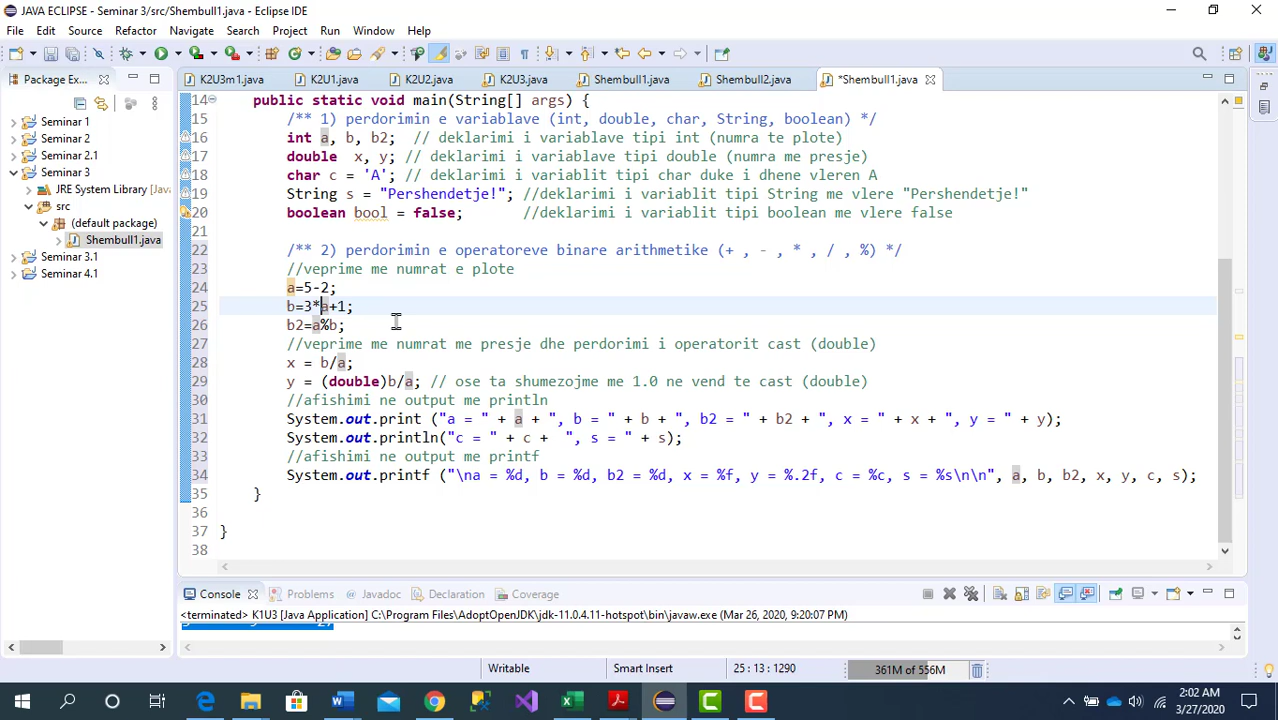 JAVA ECLIPSE - Seminar 3/src/Shembull1.java - Eclipse IDE
File Edit Source Refactor Navigate Search Project Run Window Help
Package Ex...
K2U3m1.java K2U1.java K2U2.java K2U3.java Shembull1.java Shembull2.java *Shembull1.java
Seminar 1
Seminar 2
Seminar 2.1
Seminar 3
JRE System Library [Java
src
(default package)
Shembull1.java
Seminar 3.1
Seminar 4.1
14 public static void main(String[] args) {
15 /** 1) perdorimin e variablave (int, double, char, String, boolean) */
16 int a, b, b2; // deklarimi i variablave tipi int (numra te plote)
17 double x, y; // deklarimi i variablave tipi double (numra me presje)
18 char c = 'A'; // deklarimi i variablit tipi char duke i dhene vleren A
19 String s = "Pershendetje!"; //deklarimi i variablit tipi String me vlere "Pershendetje!"
20 boolean bool = false; //deklarimi i variablit tipi boolean me vlere false
21
22 /** 2) perdorimin e operatoreve binare arithmetike (+ , - , * , / , %) */
23 //veprime me numrat e plote
24 a=5-2;
25 b=3*a+1;
26 b2=a%b;
27 //veprime me numrat me presje dhe perdorimi i operatorit cast (double)
28 x = b/a;
29 y = (double)b/a; // ose ta shumezojme me 1.0 ne vend te cast (double)
30 //afishimi ne output me println
31 System.out.print ("a = " + a + ", b = " + b + ", b2 = " + b2 + ", x = " + x + ", y = " + y);
32 System.out.println("c = " + c +  ", s = " + s);
33 //afishimi ne output me printf
34 System.out.printf ("\na = %d, b = %d, b2 = %d, x = %f, y = %.2f, c = %c, s = %s\n\n", a, b, b2, x, y, c, s);
35 }
36
37 }
38
Console Problems Javadoc Declaration Coverage
<terminated> K1U3 [Java Application] C:\Program Files\AdoptOpenJDK\jdk-11.0.4.11-hotspot\bin\javaw.exe (Mar 26, 2020, 9:20:07 PM)
Writable Smart Insert 25 : 13 : 1290 361M of 556M
2:02 AM
3/27/2020